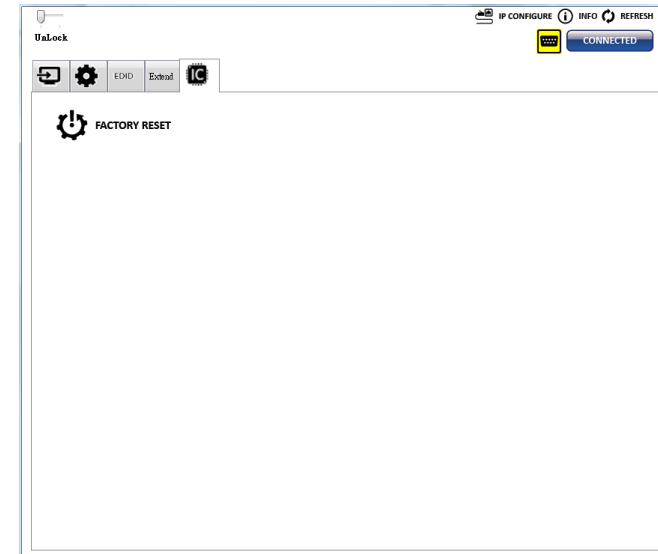 IP CONFIGURE INFO REFRESH
UnLock
CONNECTED
EDID Extend IC
FACTORY RESET